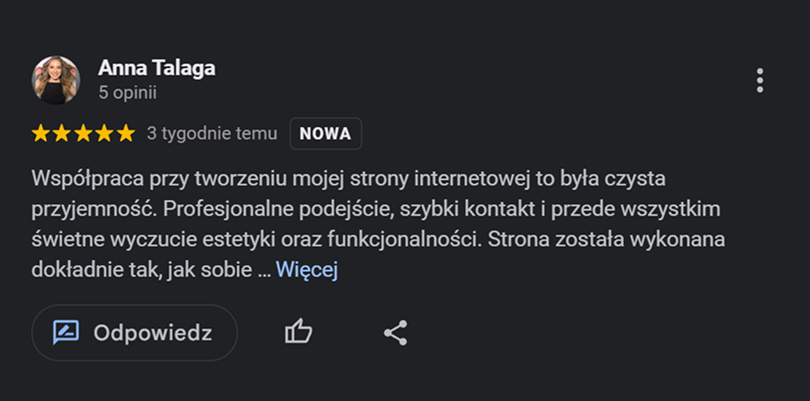 Anna Talaga
5 opinii
3 tygodnie temu NOWA
Współpraca przy tworzeniu mojej strony internetowej to była czysta
przyjemność. Profesjonalne podejście, szybki kontakt i przede wszystkim
świetne wyczucie estetyki oraz funkcjonalności. Strona została wykonana
dokładnie tak, jak sobie ... Więcej
Odpowiedz